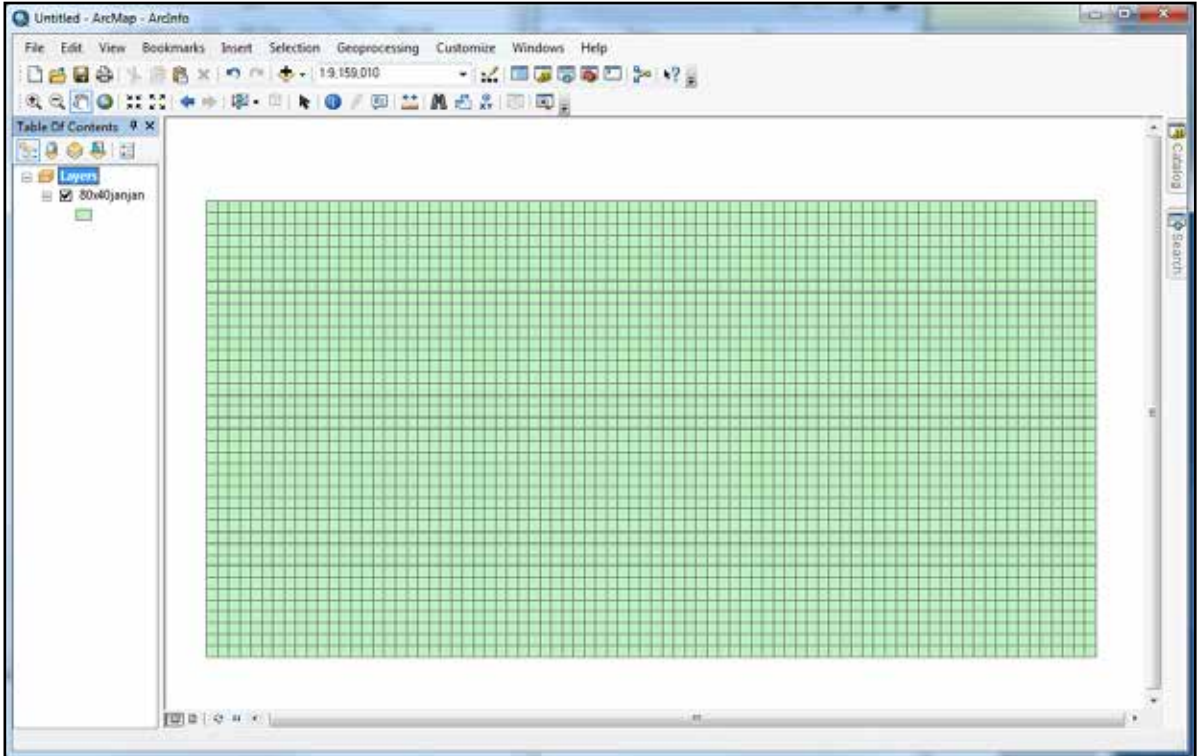 Untitled - ArcMap - ArcInfo
File Edit View Bookmarks Insert Selection Geoprocessing Customize Windows Help
1:9,159,010
Table Of Contents
Layers
80x40janjan
Catalog
Search